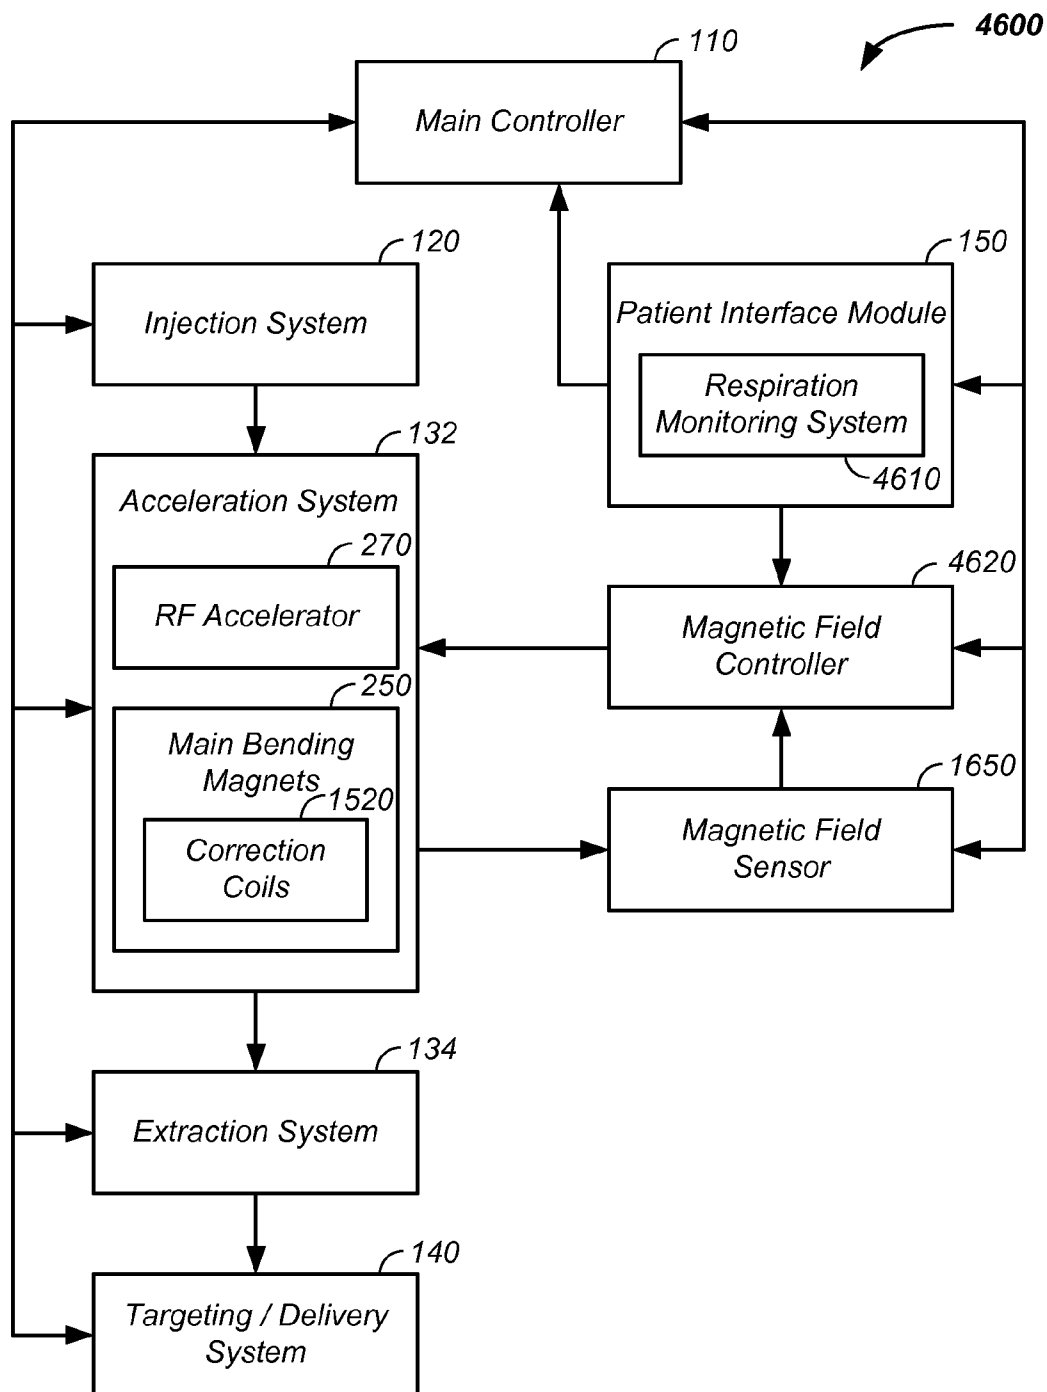 4600
110
Main Controller
120
Injection System
150
Patient Interface Module
Respiration
Monitoring System
4610
132
Acceleration System
270
RF Accelerator
250
Main Bending
Magnets
1520
Correction
Coils
4620
Magnetic Field
Controller
1650
Magnetic Field
Sensor
134
Extraction System
140
Targeting / Delivery
System